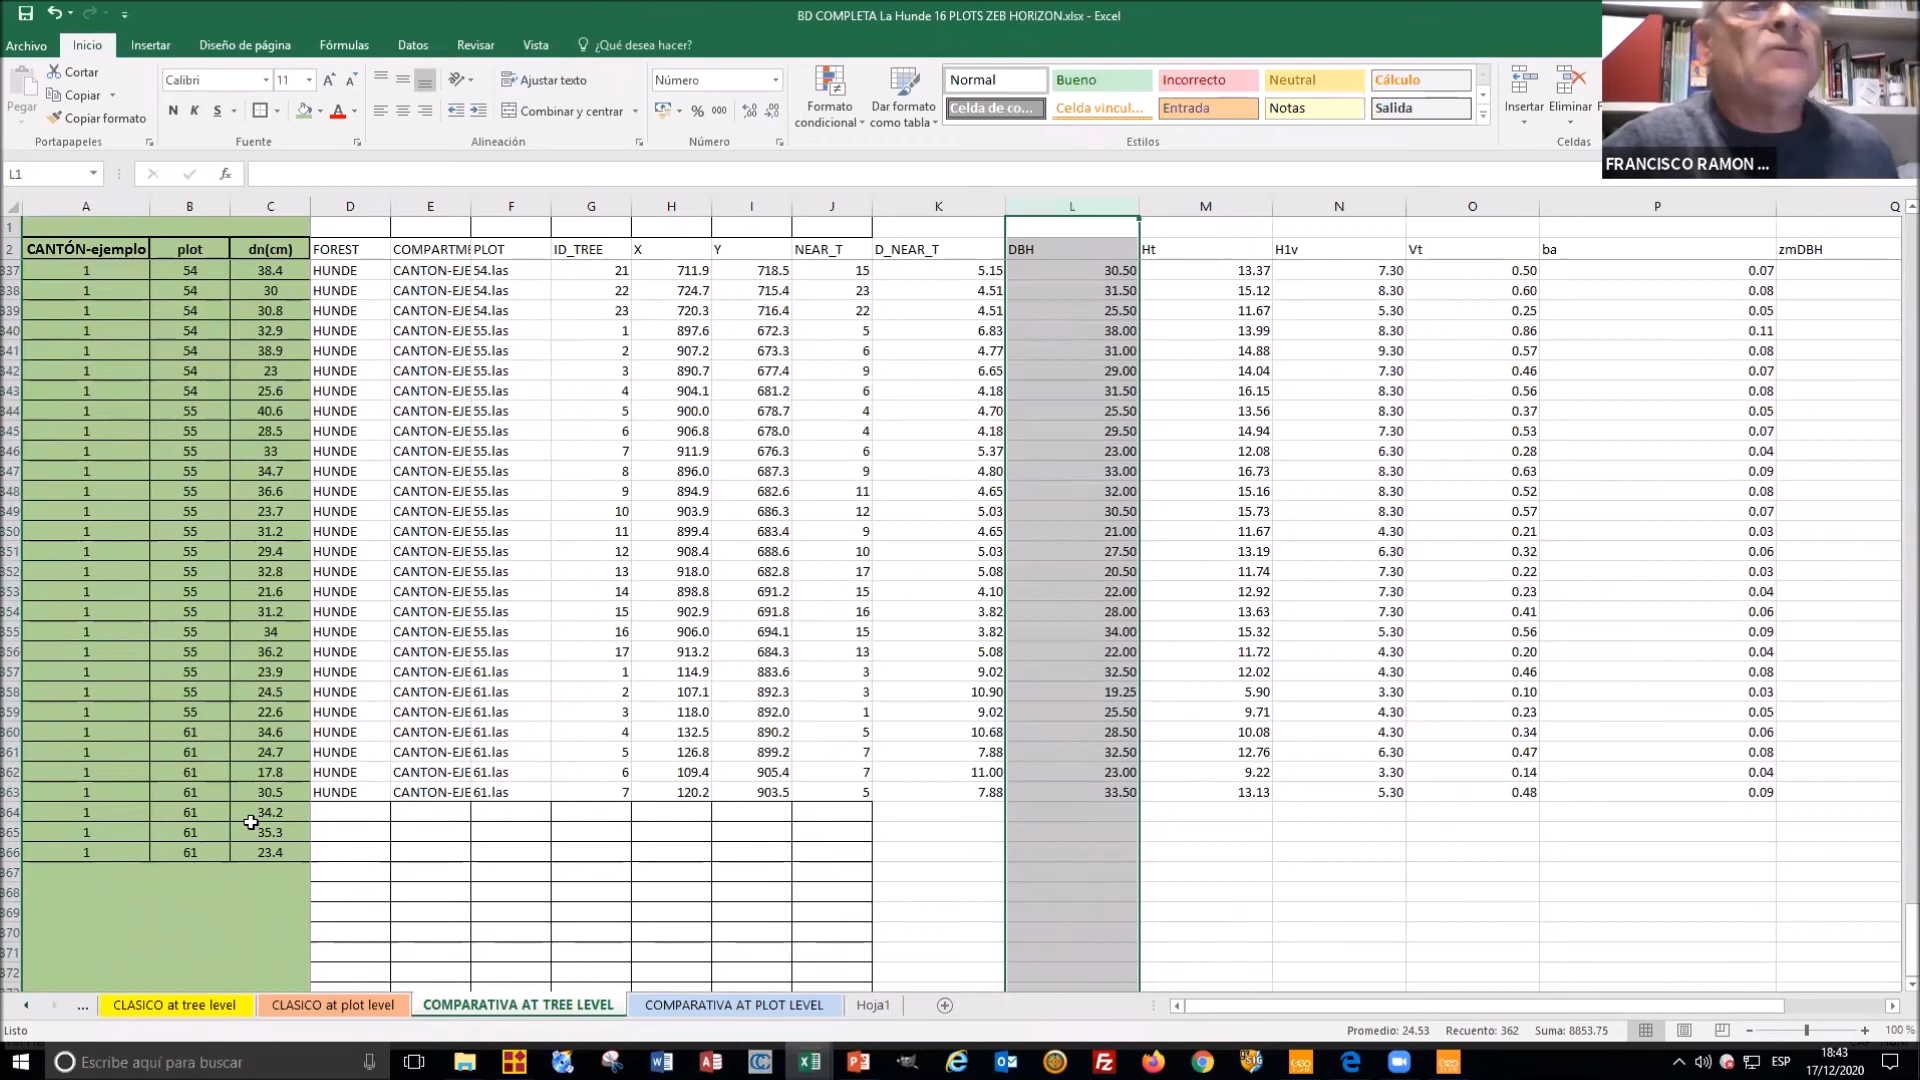 BD COMPLETA La Hunde 16 PLOTS ZEB HORIZON.xlsx - Excel
Archivo Inicio Insertar Diseño de página Fórmulas Datos Revisar Vista ¿Qué desea hacer?
Pegar Cortar Copiar Copiar formato
Calibri 11 N K S
Ajustar texto
Combinar y centrar
Número % 000
Formato condicional
Dar formato como tabla
Normal Bueno Incorrecto Neutral Cálculo
Celda de co... Celda vincul... Entrada Notas Salida
Insertar Eliminar
Portapapeles Fuente Alineación Número Estilos Celdas
FRANCISCO RAMON ...
L1 fx
A B C D E F G H I J K L M N O P Q
1
2 CANTÓN-ejemplo plot dn(cm) FOREST COMPARTME PLOT ID_TREE X Y NEAR_T D_NEAR_T DBH Ht H1v Vt ba zmDBH
337 1 54 38.4 HUNDE CANTON-EJE 54.las 21 711.9 718.5 15 5.15 30.50 13.37 7.30 0.50 0.07
338 1 54 30 HUNDE CANTON-EJE 54.las 22 724.7 715.4 23 4.51 31.50 15.12 8.30 0.60 0.08
339 1 54 30.8 HUNDE CANTON-EJE 54.las 23 720.3 716.4 22 4.51 25.50 11.67 5.30 0.25 0.05
340 1 54 32.9 HUNDE CANTON-EJE 55.las 1 897.6 672.3 5 6.83 38.00 13.99 8.30 0.86 0.11
341 1 54 38.9 HUNDE CANTON-EJE 55.las 2 907.2 673.3 6 4.77 31.00 14.88 9.30 0.57 0.08
342 1 54 23 HUNDE CANTON-EJE 55.las 3 890.7 677.4 9 6.65 29.00 14.04 7.30 0.46 0.07
343 1 54 25.6 HUNDE CANTON-EJE 55.las 4 904.1 681.2 6 4.18 31.50 16.15 8.30 0.56 0.08
344 1 55 40.6 HUNDE CANTON-EJE 55.las 5 900.0 678.7 4 4.70 25.50 13.56 8.30 0.37 0.05
345 1 55 28.5 HUNDE CANTON-EJE 55.las 6 906.8 678.0 4 4.18 29.50 14.94 7.30 0.53 0.07
346 1 55 33 HUNDE CANTON-EJE 55.las 7 911.9 676.3 6 5.37 23.00 12.08 6.30 0.28 0.04
347 1 55 34.7 HUNDE CANTON-EJE 55.las 8 896.0 687.3 9 4.80 33.00 16.73 8.30 0.63 0.09
348 1 55 36.6 HUNDE CANTON-EJE 55.las 9 894.9 682.6 11 4.65 32.00 15.16 8.30 0.52 0.08
349 1 55 23.7 HUNDE CANTON-EJE 55.las 10 903.9 686.3 12 5.03 30.50 15.73 8.30 0.57 0.07
350 1 55 31.2 HUNDE CANTON-EJE 55.las 11 899.4 683.4 9 4.65 21.00 11.67 4.30 0.21 0.03
351 1 55 29.4 HUNDE CANTON-EJE 55.las 12 908.4 688.6 10 5.03 27.50 13.19 6.30 0.32 0.06
352 1 55 32.8 HUNDE CANTON-EJE 55.las 13 918.0 682.8 17 5.08 20.50 11.74 7.30 0.22 0.03
353 1 55 21.6 HUNDE CANTON-EJE 55.las 14 898.8 691.2 15 4.10 22.00 12.92 7.30 0.23 0.04
354 1 55 31.2 HUNDE CANTON-EJE 55.las 15 902.9 691.8 16 3.82 28.00 13.63 7.30 0.41 0.06
355 1 55 34 HUNDE CANTON-EJE 55.las 16 906.0 694.1 15 3.82 34.00 15.32 5.30 0.56 0.09
356 1 55 36.2 HUNDE CANTON-EJE 55.las 17 913.2 684.3 13 5.08 22.00 11.72 4.30 0.20 0.04
357 1 55 23.9 HUNDE CANTON-EJE 61.las 1 114.9 883.6 3 9.02 32.50 12.02 4.30 0.46 0.08
358 1 55 24.5 HUNDE CANTON-EJE 61.las 2 107.1 892.3 3 10.90 19.25 5.90 3.30 0.10 0.03
359 1 55 22.6 HUNDE CANTON-EJE 61.las 3 118.0 892.0 1 9.02 25.50 9.71 4.30 0.23 0.05
360 1 61 34.6 HUNDE CANTON-EJE 61.las 4 132.5 890.2 5 10.68 28.50 10.08 4.30 0.34 0.06
361 1 61 24.7 HUNDE CANTON-EJE 61.las 5 126.8 899.2 7 7.88 32.50 12.76 6.30 0.47 0.08
362 1 61 17.8 HUNDE CANTON-EJE 61.las 6 109.4 905.4 7 11.00 23.00 9.22 3.30 0.14 0.04
363 1 61 30.5 HUNDE CANTON-EJE 61.las 7 120.2 903.5 5 7.88 33.50 13.13 5.30 0.48 0.09
364 1 61 34.2
365 1 61 35.3
366 1 61 23.4
367
368
369
370
371
372
... CLASICO at tree level CLASICO at plot level COMPARATIVA AT TREE LEVEL COMPARATIVA AT PLOT LEVEL Hoja1
Listo Promedio: 24.53 Recuento: 362 Suma: 8853.75 100 %
Escribe aquí para buscar ESP 18:43
17/12/2020